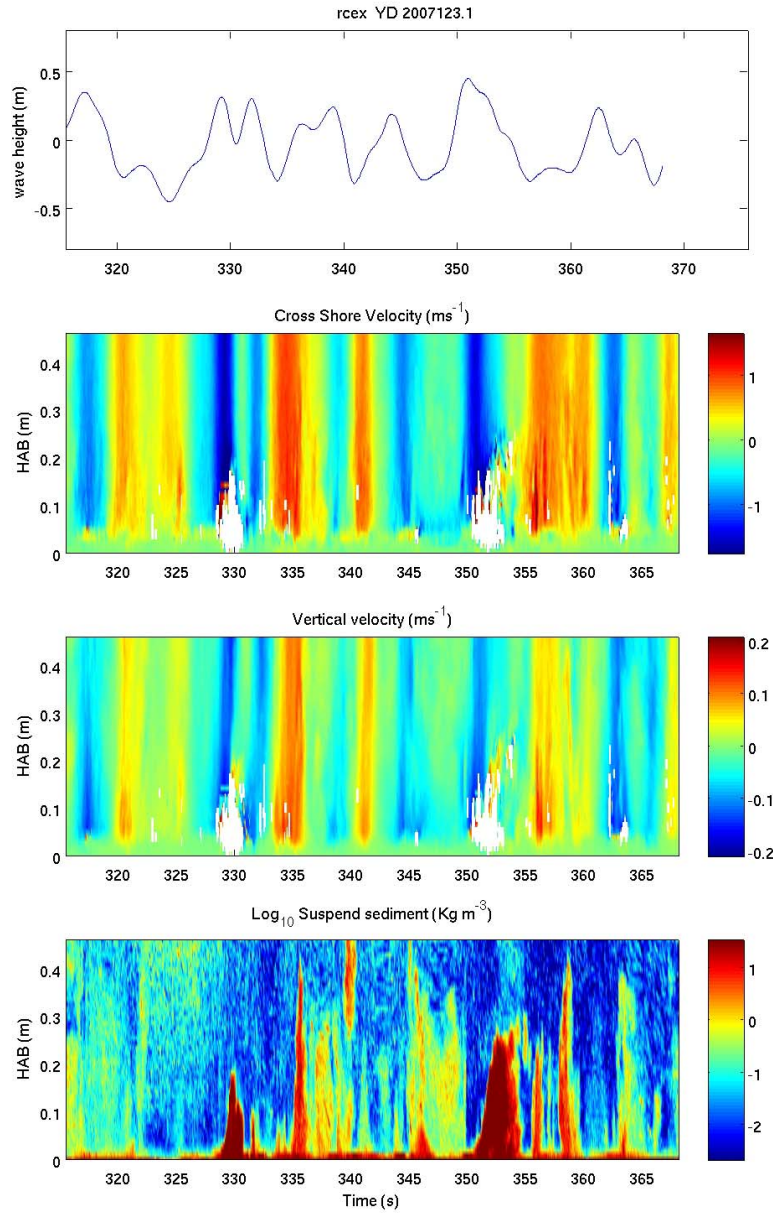 rcex YD 2007123.1
wave height (m)
0.5
0
-0.5
320 330 340 350 360 370
Cross Shore Velocity (ms-1)
HAB (m)
0.4
0.3
0.2
0.1
0
320 325 330 335 340 345 350 355 360 365
1
0
-1
Vertical velocity (ms-1)
HAB (m)
0.4
0.3
0.2
0.1
0
320 325 330 335 340 345 350 355 360 365
0.2
0.1
0
-0.1
-0.2
Log10 Suspend sediment (Kg m-3)
HAB (m)
0.4
0.3
0.2
0.1
0
320 325 330 335 340 345 350 355 360 365
1
0
-1
-2
Time (s)